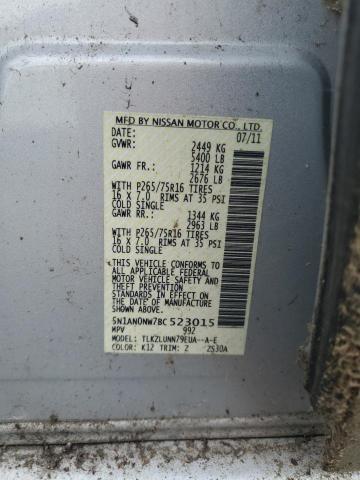 MFD BY NISSAN MOTOR CO., LTD.
DATE: 07/11
GVWR: 2449 KG
5400 LB
GAWR FR.: 1214 KG
2676 LB
WITH P265/75R16 TIRES
16 X 7.0 RIMS AT 35 PSI
COLD SINGLE
GAWR RR.: 1344 KG
2963 LB
WITH P265/75R16 TIRES
16 X 7.0 RIMS AT 35 PSI
COLD SINGLE
THIS VEHICLE CONFORMS TO ALL
APPLICABLE FEDERAL
MOTOR VEHICLE SAFETY
AND THEFT PREVENTION
STANDARDS IN EFFECT ON
THE DATE OF MANUFACTURE
SHOWN ABOVE.
5N1AN0NW7BC523015
MPV 992
MODEL: TLKZLUNN79EUA--A-E
COLOR: K12 TRIM: Z ZS30A